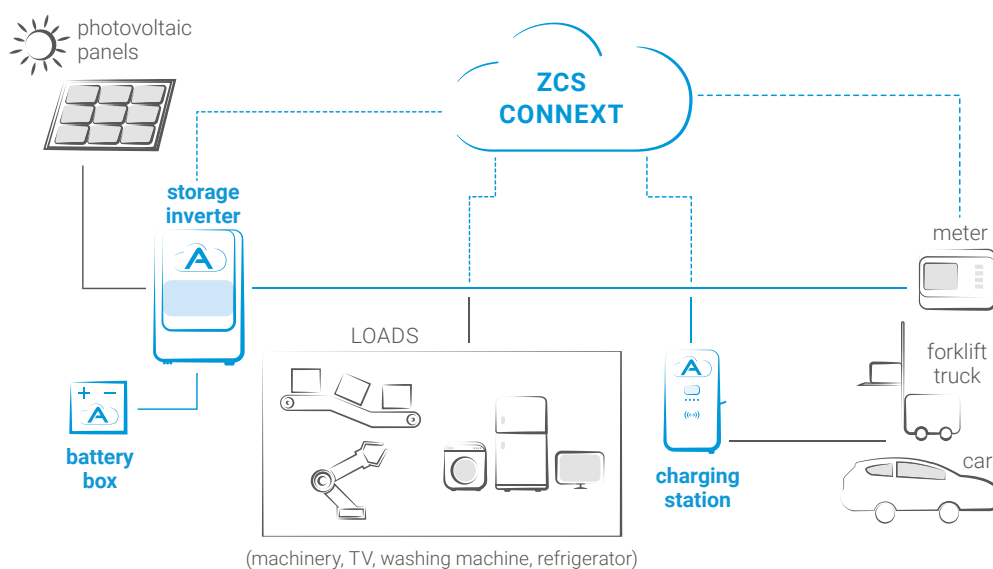 photovoltaic
panels
ZCS
CONNEXT
storage
inverter
A
meter
LOADS
forklift
truck
A
+ −
A
battery
box
charging
station
car
(machinery, TV, washing machine, refrigerator)